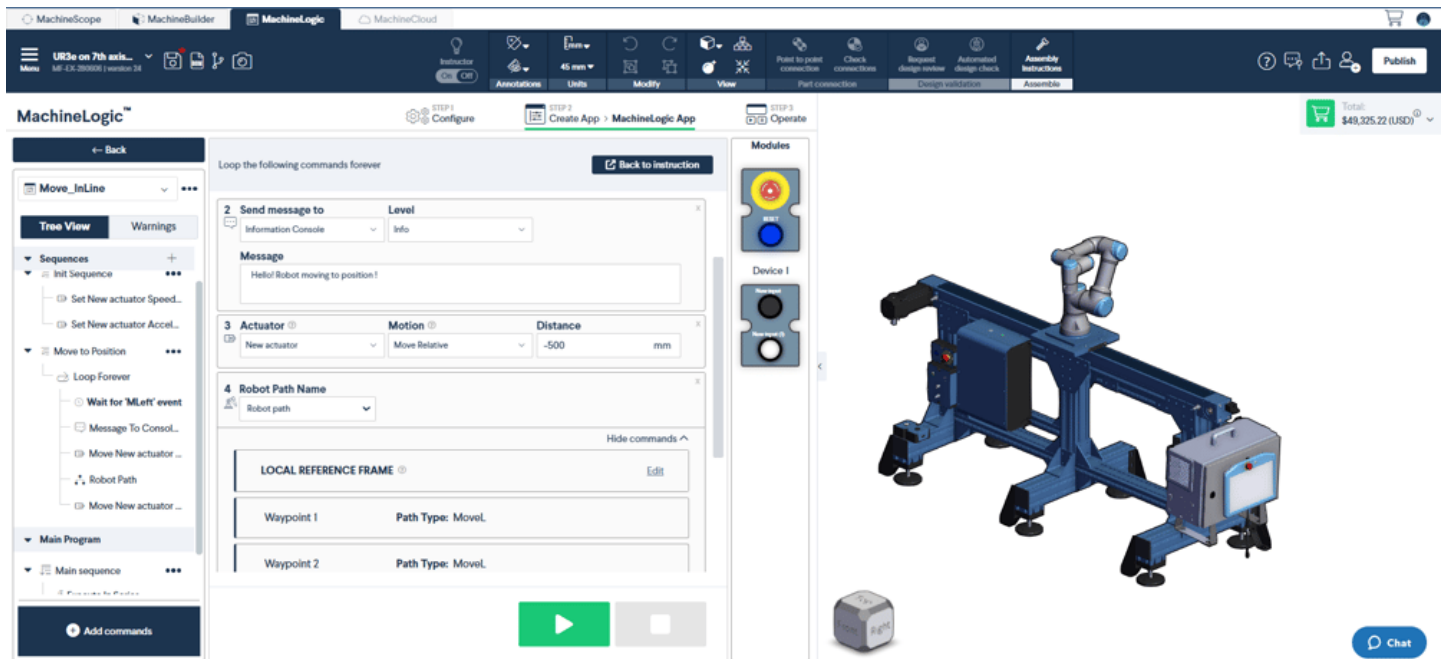 MachineScope MachineBuilder MachineLogic MachineCloud
Menu
UR3e on 7th axis...
version 24
Instructor
On Off
Annotations
mm
45 mm
Units
Modify
View
Point to point connection
Check connections
Part connection
Request design review
Automated design check
Design validation
Assembly Instructions
Assemble
Publish
MachineLogic™
STEP 1
Configure
STEP 2
Create App > MachineLogic App
STEP 3
Operate
Total:
$49,325.22 (USD)
← Back
Move_InLine
Tree View Warnings
Sequences
Init Sequence
Set New actuator Speed...
Set New actuator Accel...
Move to Position
Loop Forever
Wait for 'MLeft' event
Message To Consol...
Move New actuator ...
Robot Path
Move New actuator ...
Main Program
Main sequence
Add commands
Loop the following commands forever
Back to instruction
2 Send message to Level
Information Console Info
Message
Hello! Robot moving to position !
3 Actuator Motion Distance
New actuator Move Relative -500 mm
4 Robot Path Name
Robot path
Hide commands
LOCAL REFERENCE FRAME Edit
Waypoint 1 Path Type: MoveL
Waypoint 2 Path Type: MoveL
Modules
RESET
Device 1
New input
New input (1)
Top
Front
Right
Chat